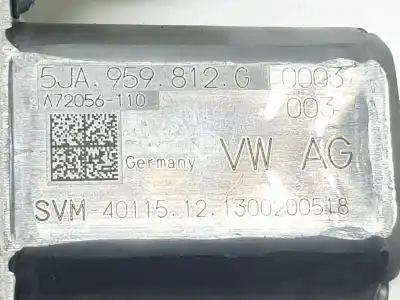 5JA.959.812.G E0003
A72056-110 003
Germany VW AG
SVM-40115.12.1300200518